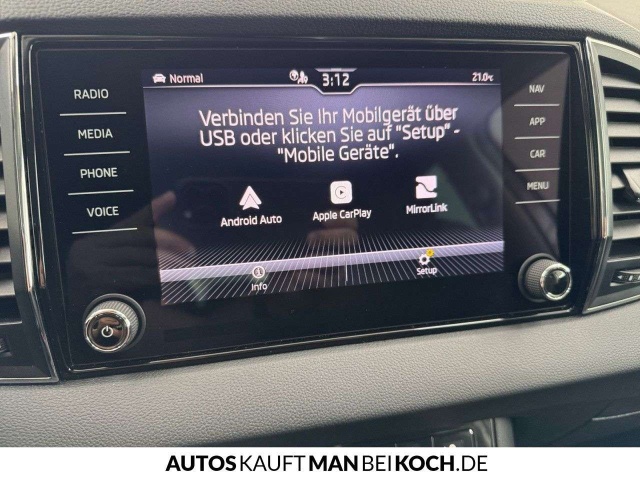 RADIO
MEDIA
PHONE
VOICE
Normal
3:12
21.0°C
Verbinden Sie Ihr Mobilgerät über
USB oder klicken Sie auf "Setup" -
"Mobile Geräte".
Android Auto
Apple CarPlay
MirrorLink
Info
Setup
NAV
APP
CAR
MENU
AUTOSKAUFTMANBEIKOCH.DE